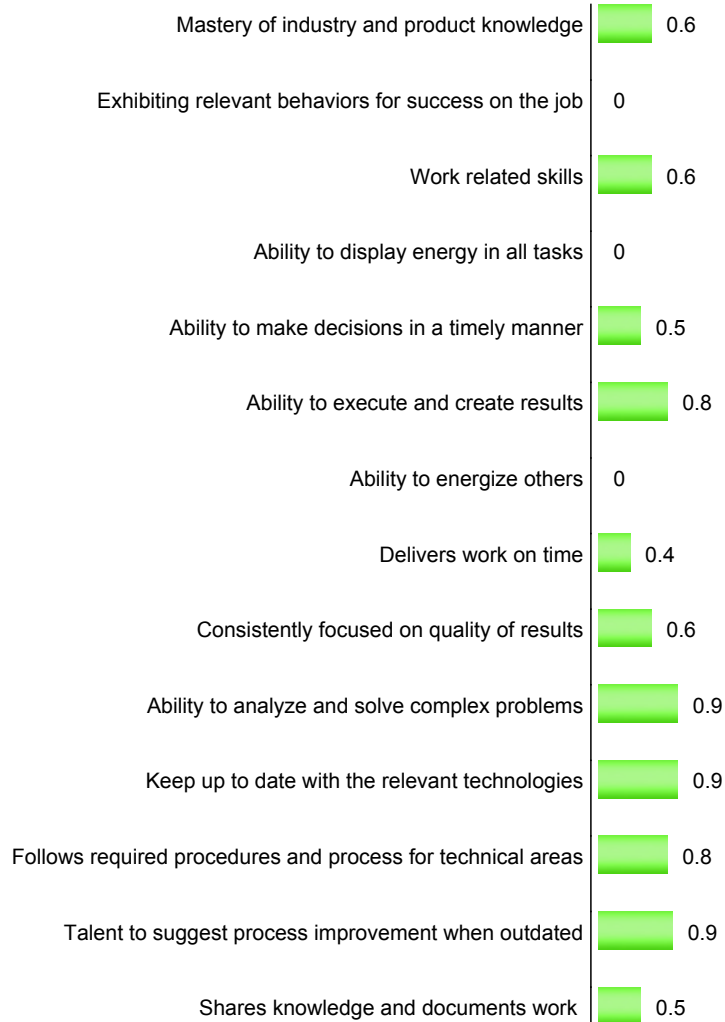 Mastery of industry and product knowledge 0.6
Exhibiting relevant behaviors for success on the job 0
Work related skills 0.6
Ability to display energy in all tasks 0
Ability to make decisions in a timely manner 0.5
Ability to execute and create results 0.8
Ability to energize others 0
Delivers work on time 0.4
Consistently focused on quality of results 0.6
Ability to analyze and solve complex problems 0.9
Keep up to date with the relevant technologies 0.9
Follows required procedures and process for technical areas 0.8
Talent to suggest process improvement when outdated 0.9
Shares knowledge and documents work 0.5